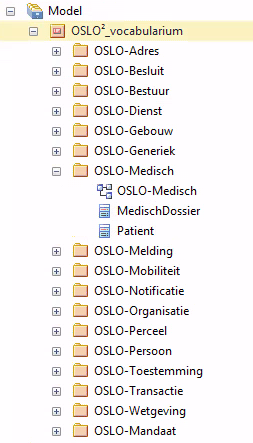 Model
OSLO²_vocabularium
OSLO-Adres
OSLO-Besluit
OSLO-Bestuur
OSLO-Dienst
OSLO-Gebouw
OSLO-Generiek
OSLO-Medisch
OSLO-Medisch
MedischDossier
Patient
OSLO-Melding
OSLO-Mobiliteit
OSLO-Notificatie
OSLO-Organisatie
OSLO-Perceel
OSLO-Persoon
OSLO-Toestemming
OSLO-Transactie
OSLO-Wetgeving
OSLO-Mandaat